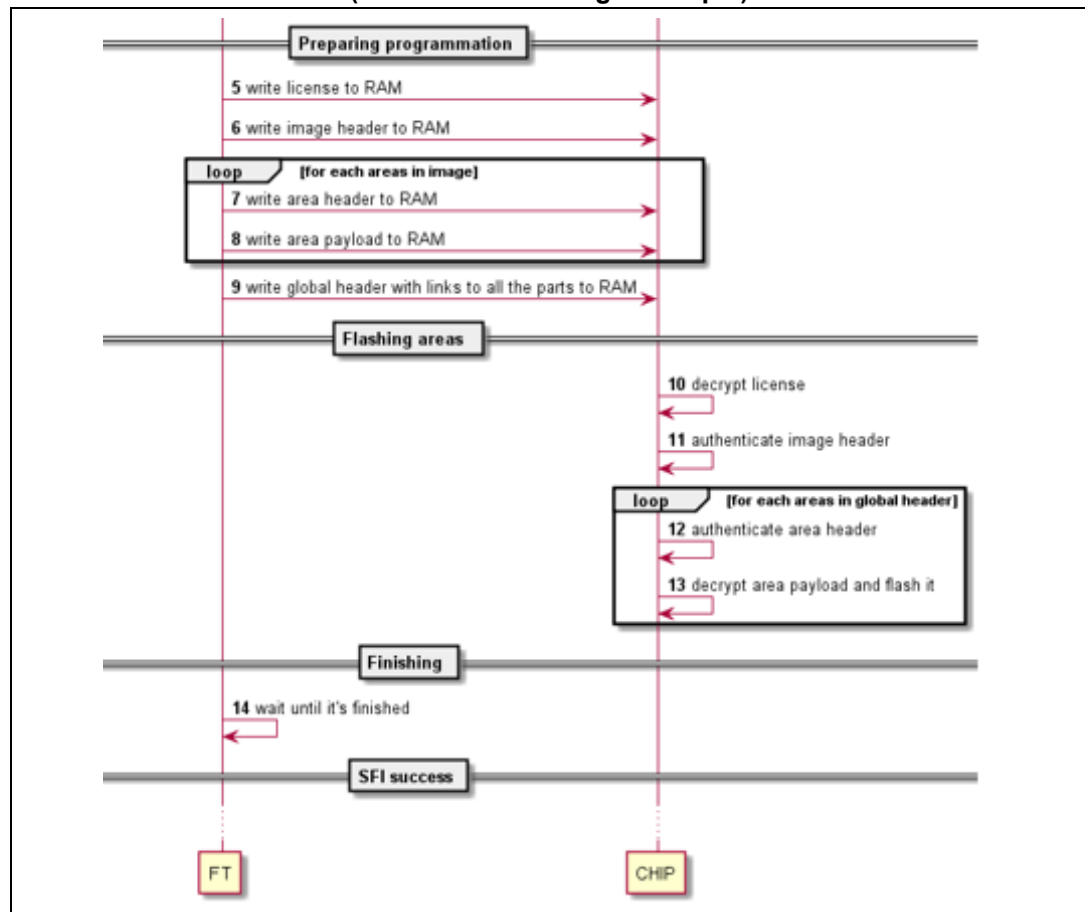 Preparing programmation
5 write license to RAM
6 write image header to RAM
loop [for each areas in image]
7 write area header to RAM
8 write area payload to RAM
9 write global header with links to all the parts to RAM
Flashing areas
10 decrypt license
11 authenticate image header
loop [for each areas in global header]
12 authenticate area header
13 decrypt area payload and flash it
Finishing
14 wait until it's finished
SFI success
FT CHIP